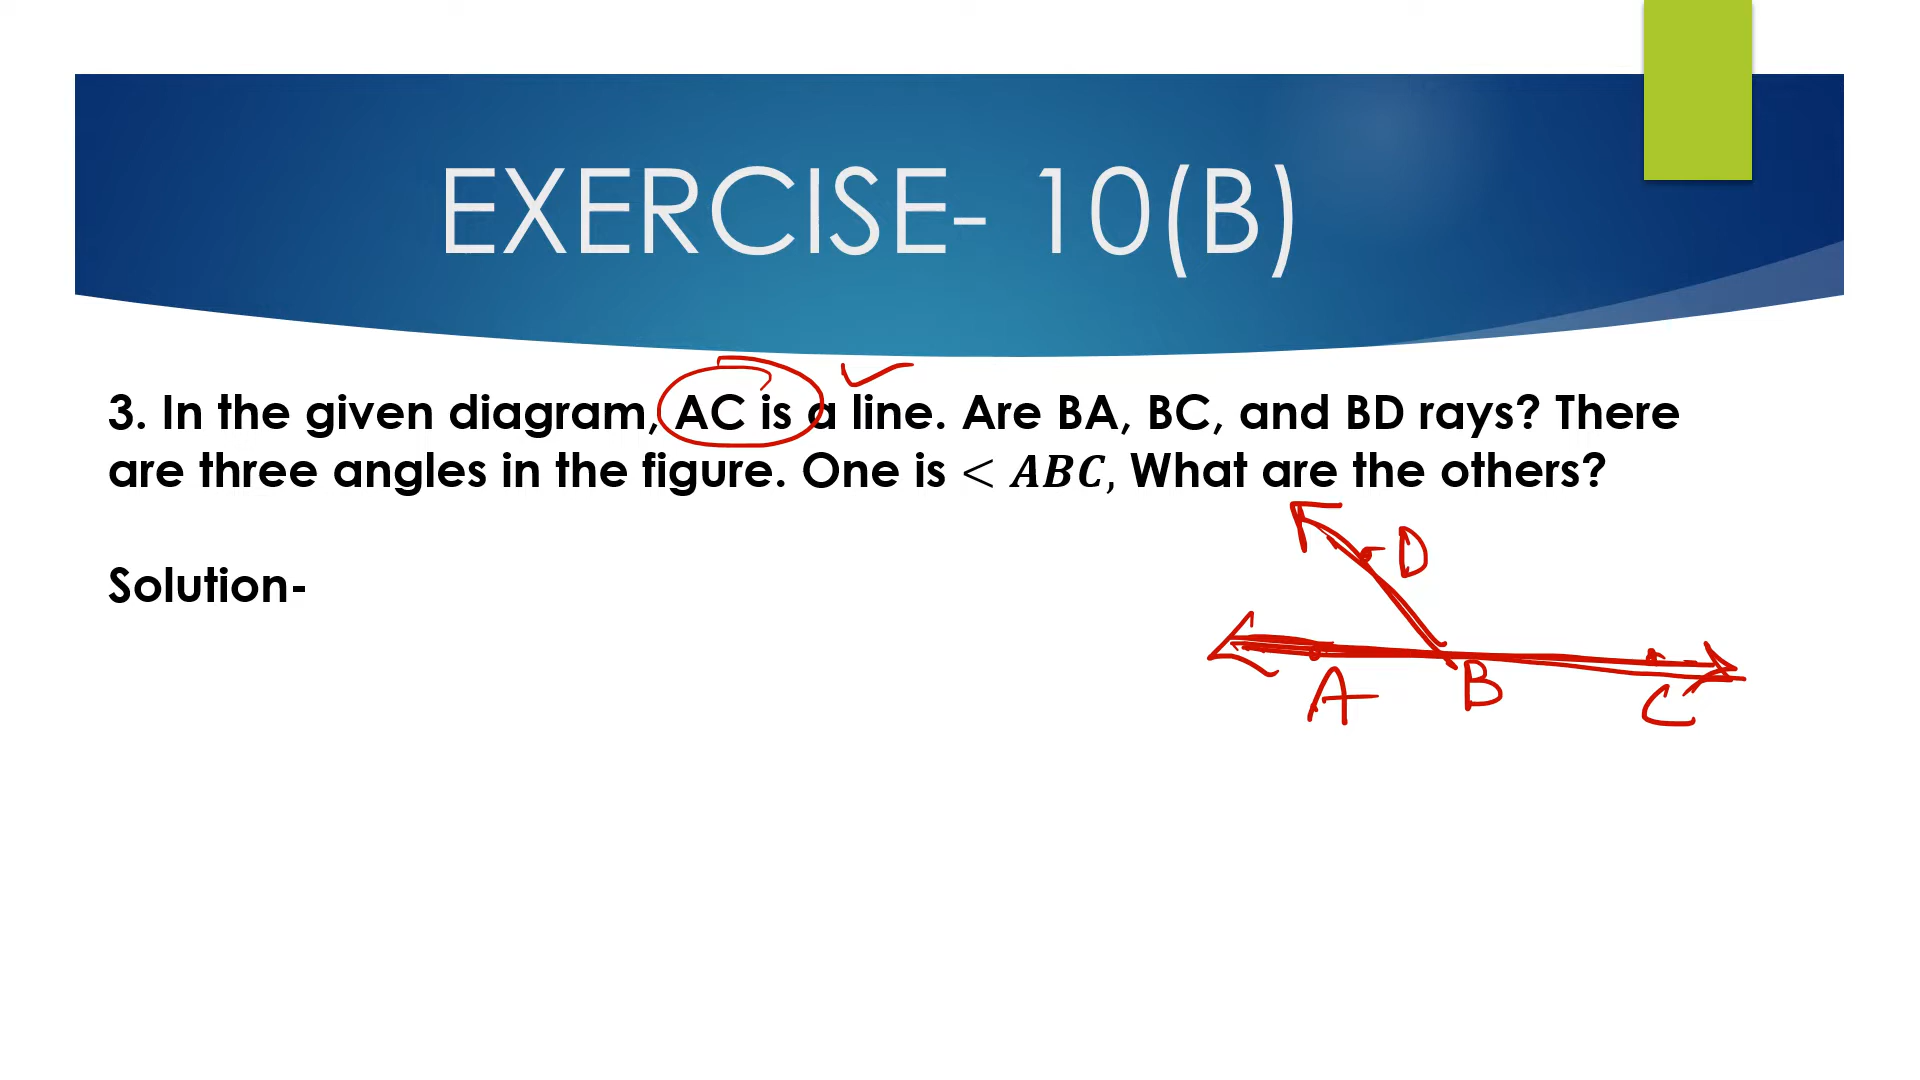 EXERCISE- 10(B)
3. In the given diagram, AC is a line. Are BA, BC, and BD rays? There
are three angles in the figure. One is < ABC, What are the others?
Solution-
D
A B C